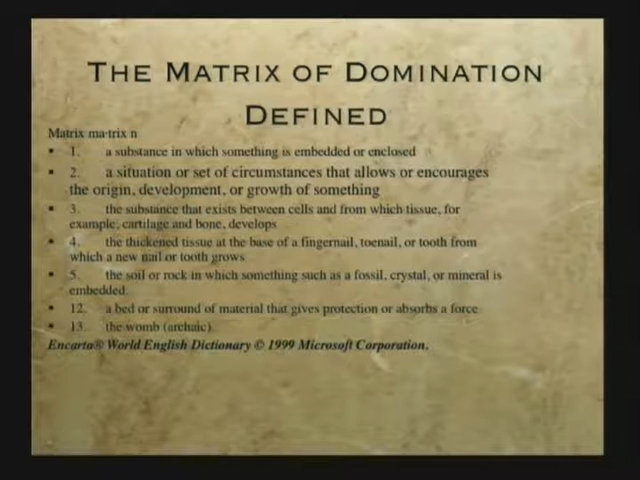 THE MATRIX OF DOMINATION
DEFINED
Matrix ma·trix n
▪ 1. a substance in which something is embedded or enclosed
▪ 2. a situation or set of circumstances that allows or encourages
the origin, development, or growth of something
▪ 3. the substance that exists between cells and from which tissue, for
example, cartilage and bone, develops
▪ 4. the thickened tissue at the base of a fingernail, toenail, or tooth from
which a new nail or tooth grows
▪ 5. the soil or rock in which something such as a fossil, crystal, or mineral is
embedded.
▪ 12. a bed or surround of material that gives protection or absorbs a force
▪ 13. the womb (archaic)
Encarta® World English Dictionary © 1999 Microsoft Corporation.